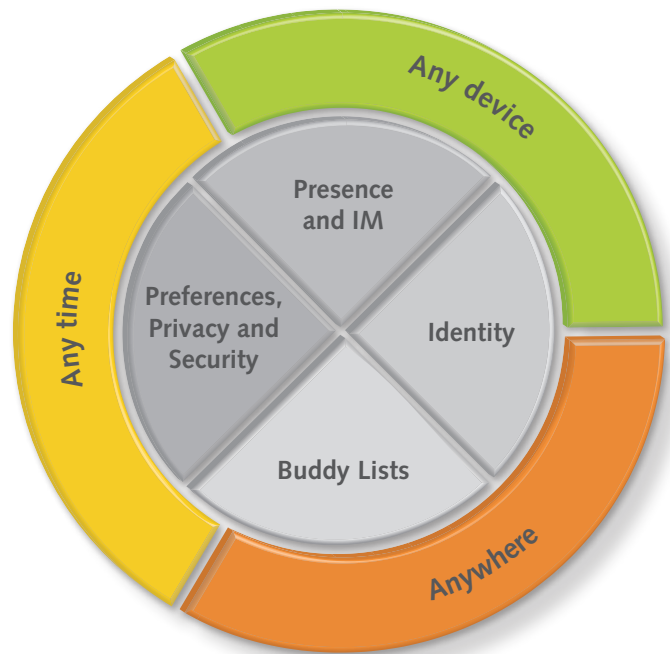 Any device
Presence
and IM
Any time
Preferences,
Privacy and
Security
Identity
Buddy Lists
Anywhere